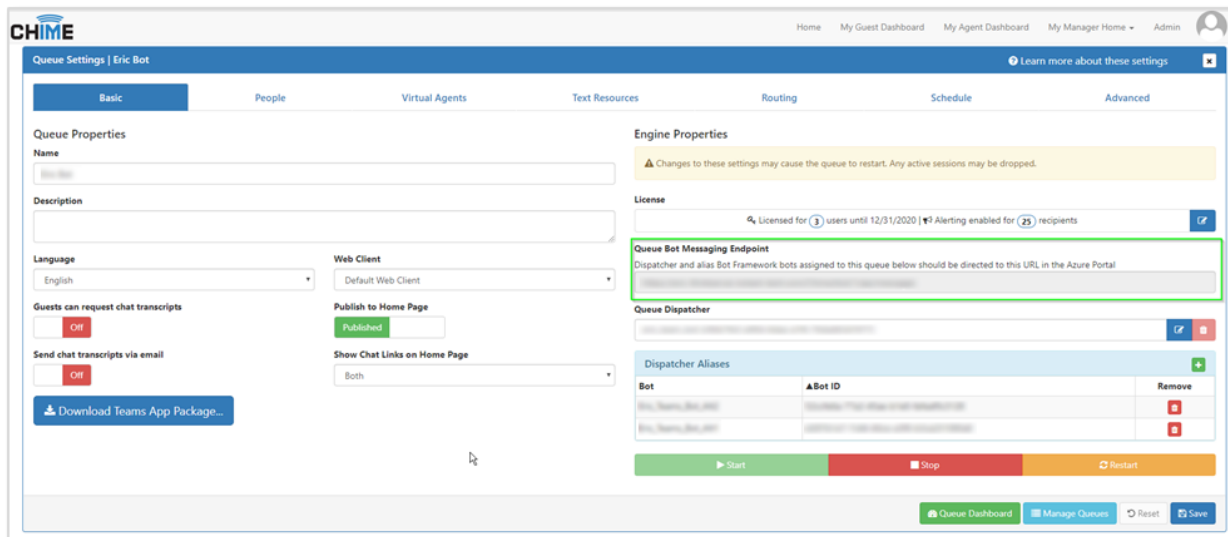 CHIME
Home My Guest Dashboard My Agent Dashboard My Manager Home Admin
Queue Settings | Eric Bot
Learn more about these settings
Basic People Virtual Agents Text Resources Routing Schedule Advanced
Queue Properties
Name
Description
Language Web Client
English Default Web Client
Guests can request chat transcripts Publish to Home Page
Off Published
Send chat transcripts via email Show Chat Links on Home Page
Off Both
Download Teams App Package...
Engine Properties
Changes to these settings may cause the queue to restart. Any active sessions may be dropped.
License
Licensed for 3 users until 12/31/2020 | Alerting enabled for 25 recipients
Queue Bot Messaging Endpoint
Dispatcher and alias Bot Framework bots assigned to this queue below should be directed to this URL in the Azure Portal
Queue Dispatcher
Dispatcher Aliases
Bot ▲Bot ID Remove
Start Stop Restart
Queue Dashboard Manage Queues Reset Save